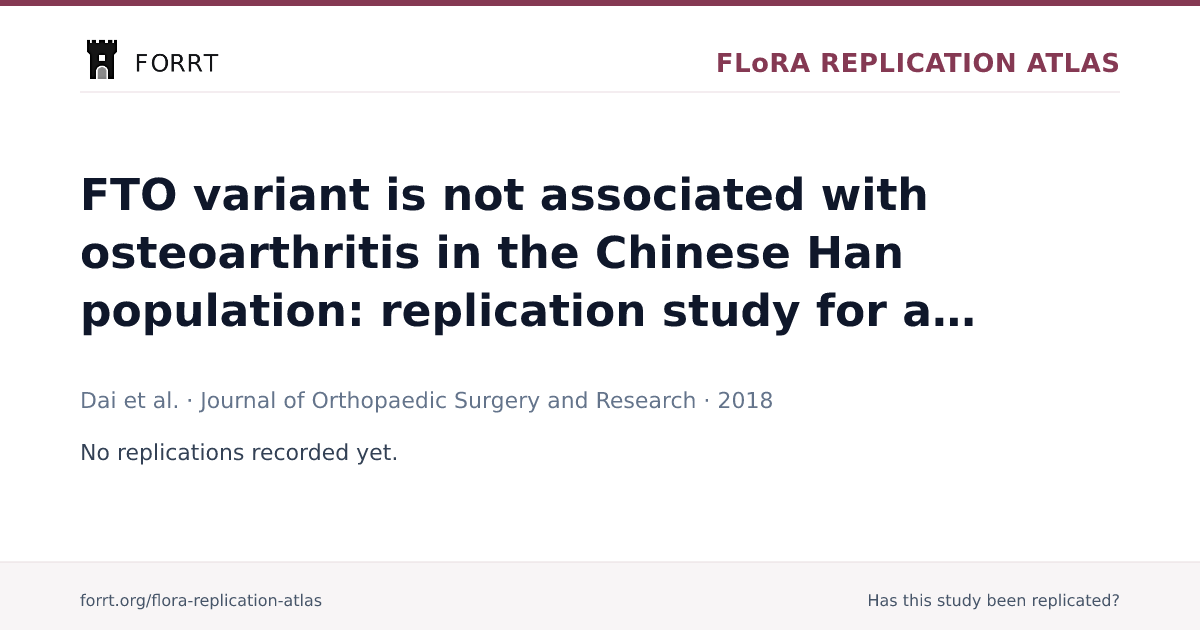 FORRT
FLoRA REPLICATION ATLAS
FTO variant is not associated with
osteoarthritis in the Chinese Han
population: replication study for a…
Dai et al. · Journal of Orthopaedic Surgery and Research · 2018
No replications recorded yet.
forrt.org/flora-replication-atlas
Has this study been replicated?